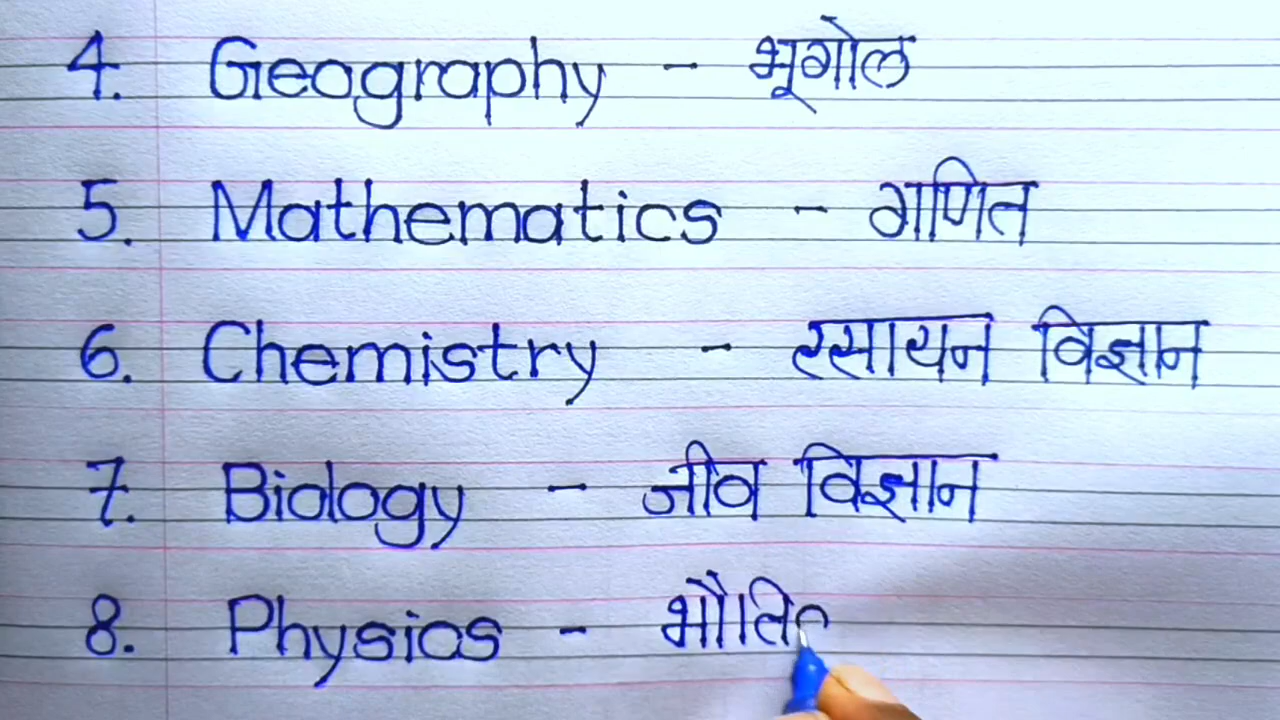 4. Geography - भूगोल
5. Mathematics - गणित
6. Chemistry - रसायन विज्ञान
7. Biology - जीव विज्ञान
8. Physics -